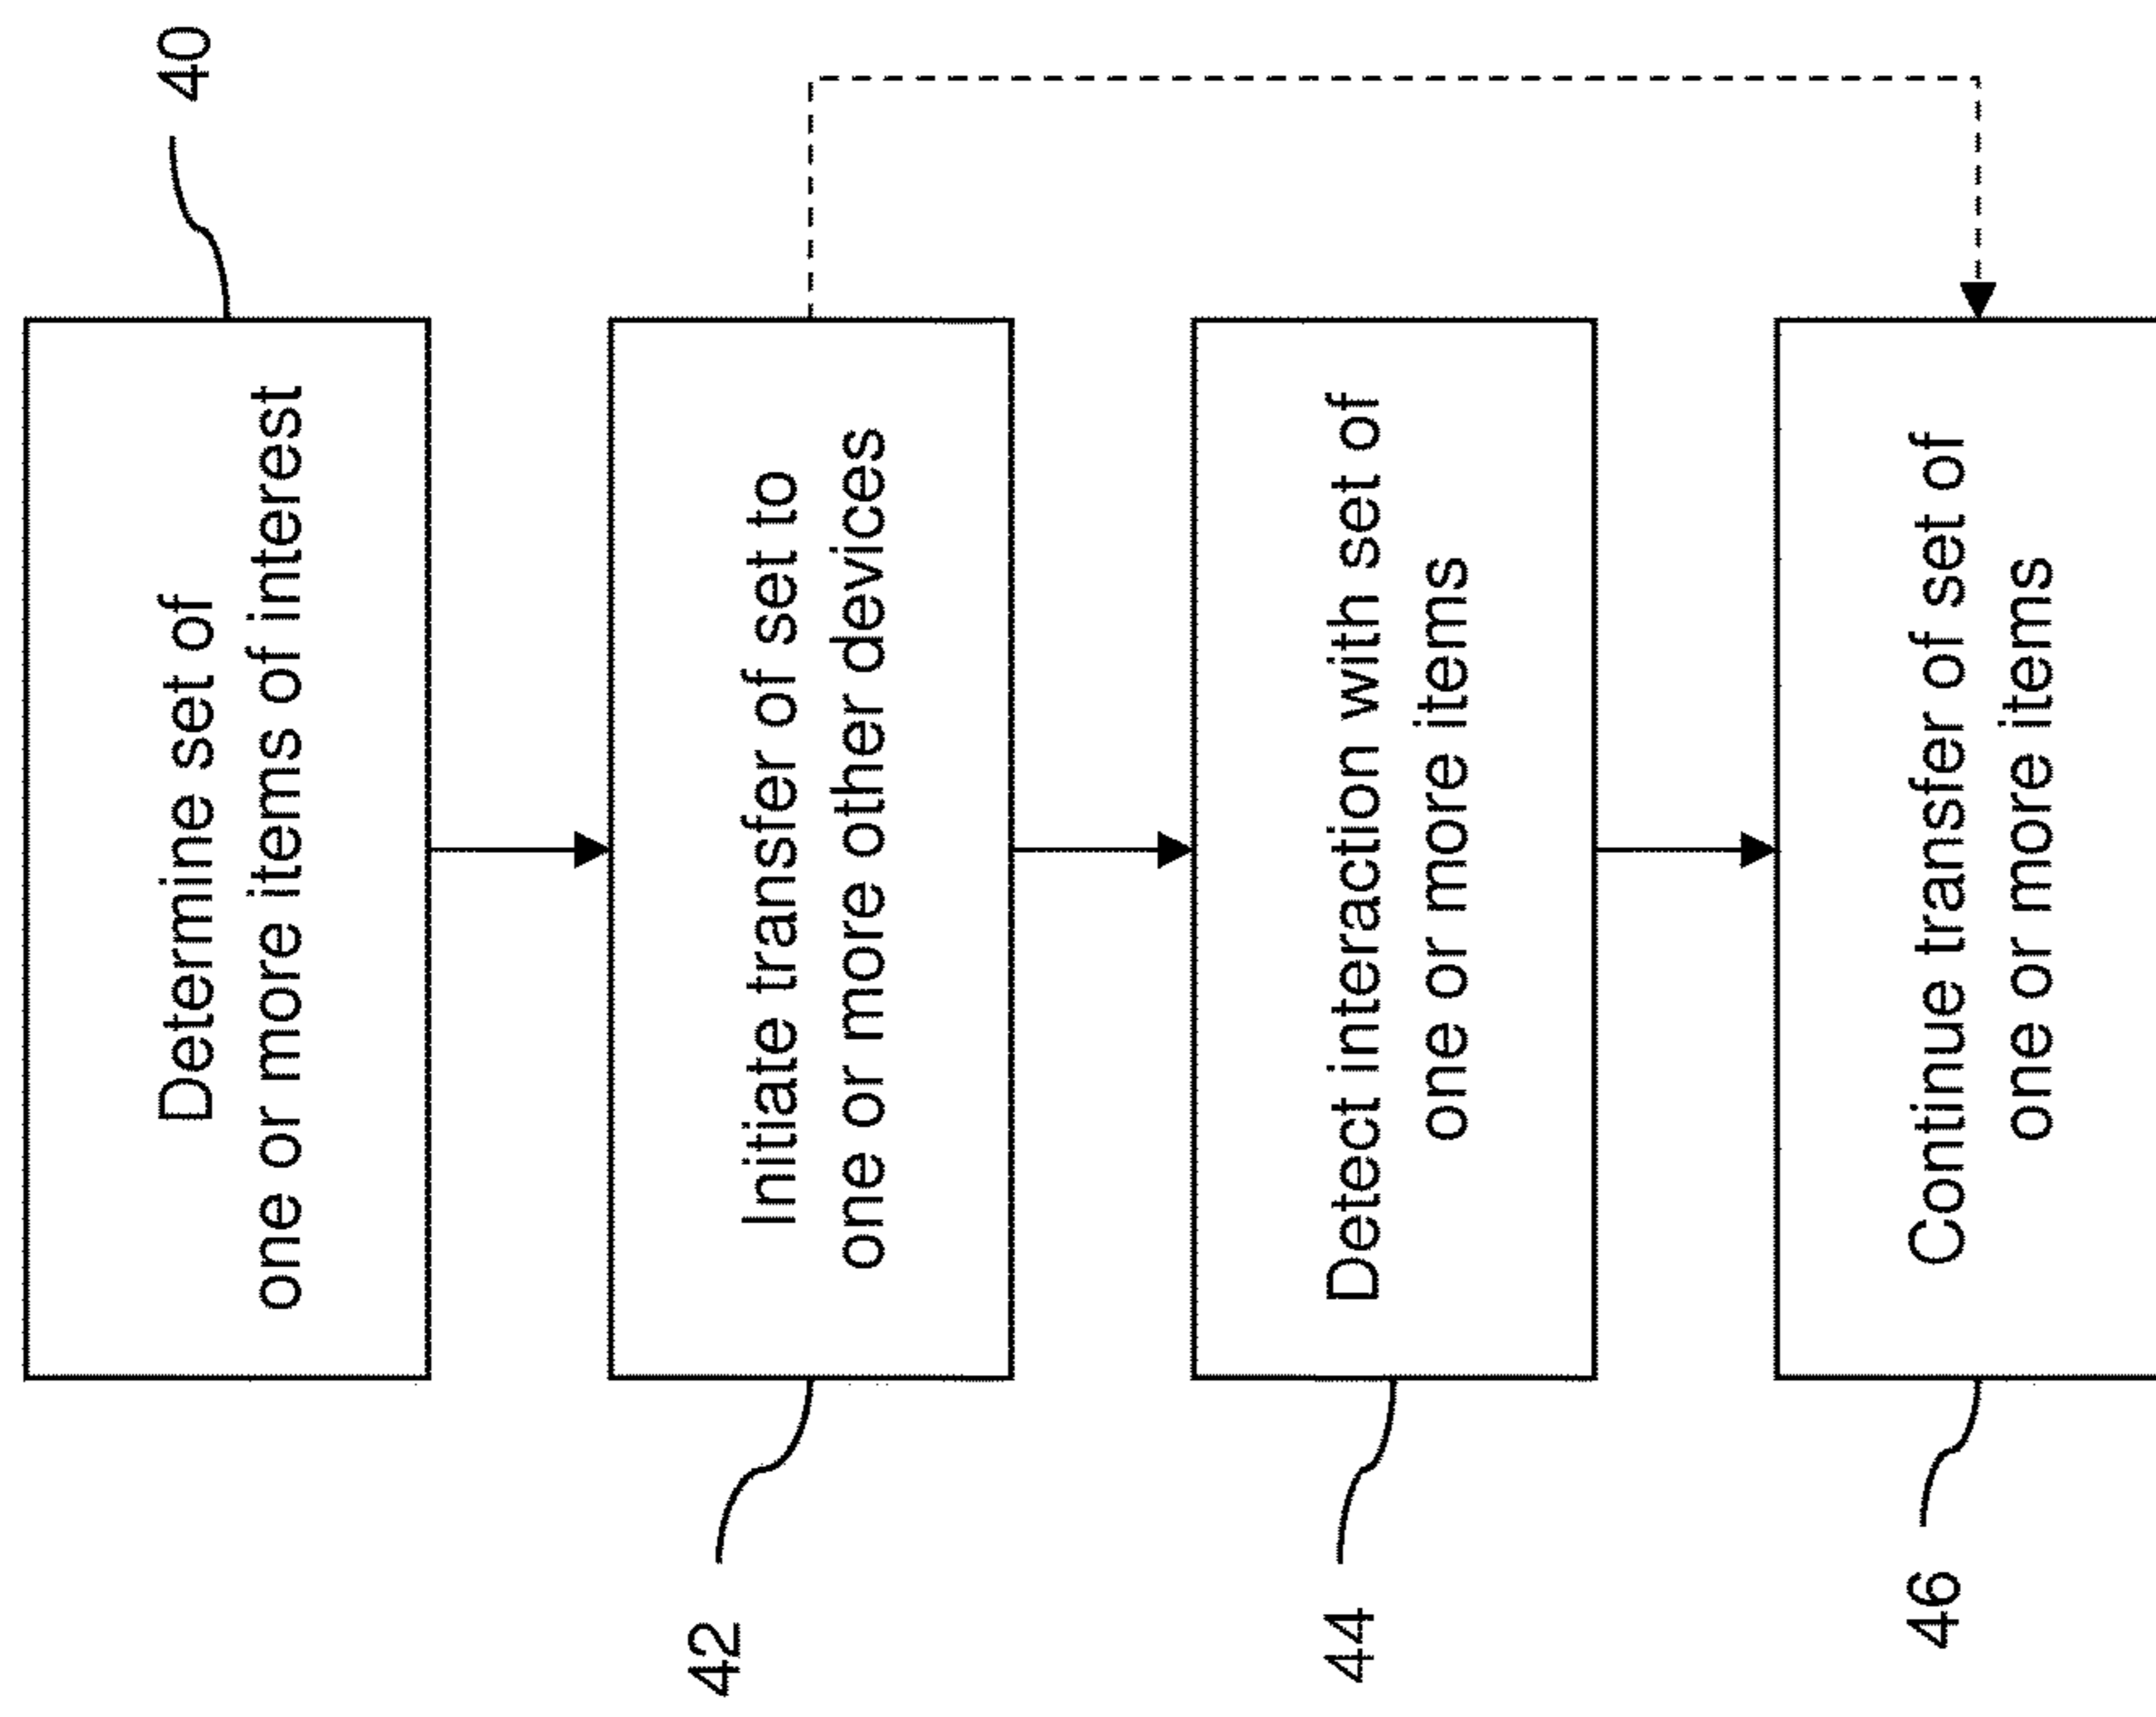 40
Determine set of
one or more items of interest
42
Initiate transfer of set to
one or more other devices
44
Detect interaction with set of
one or more items
46
Continue transfer of set of
one or more items